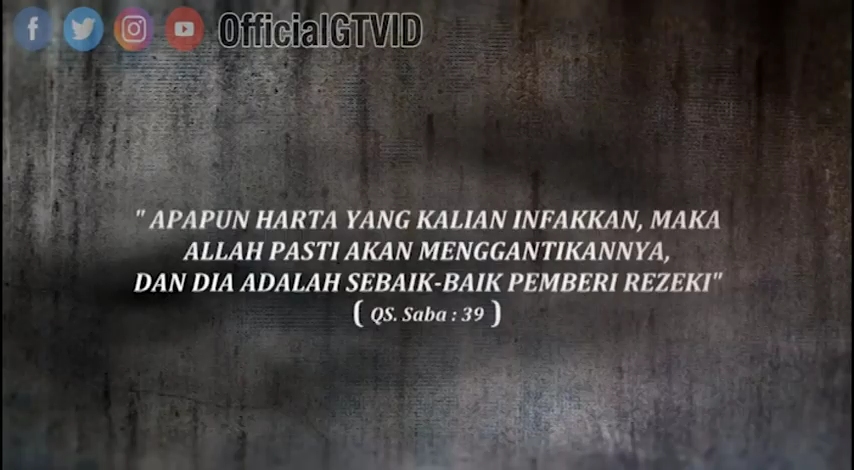 OfficialGTVID
" APAPUN HARTA YANG KALIAN INFAKKAN, MAKA
ALLAH PASTI AKAN MENGGANTIKANNYA,
DAN DIA ADALAH SEBAIK-BAIK PEMBERI REZEKI"
( QS. Saba : 39 )